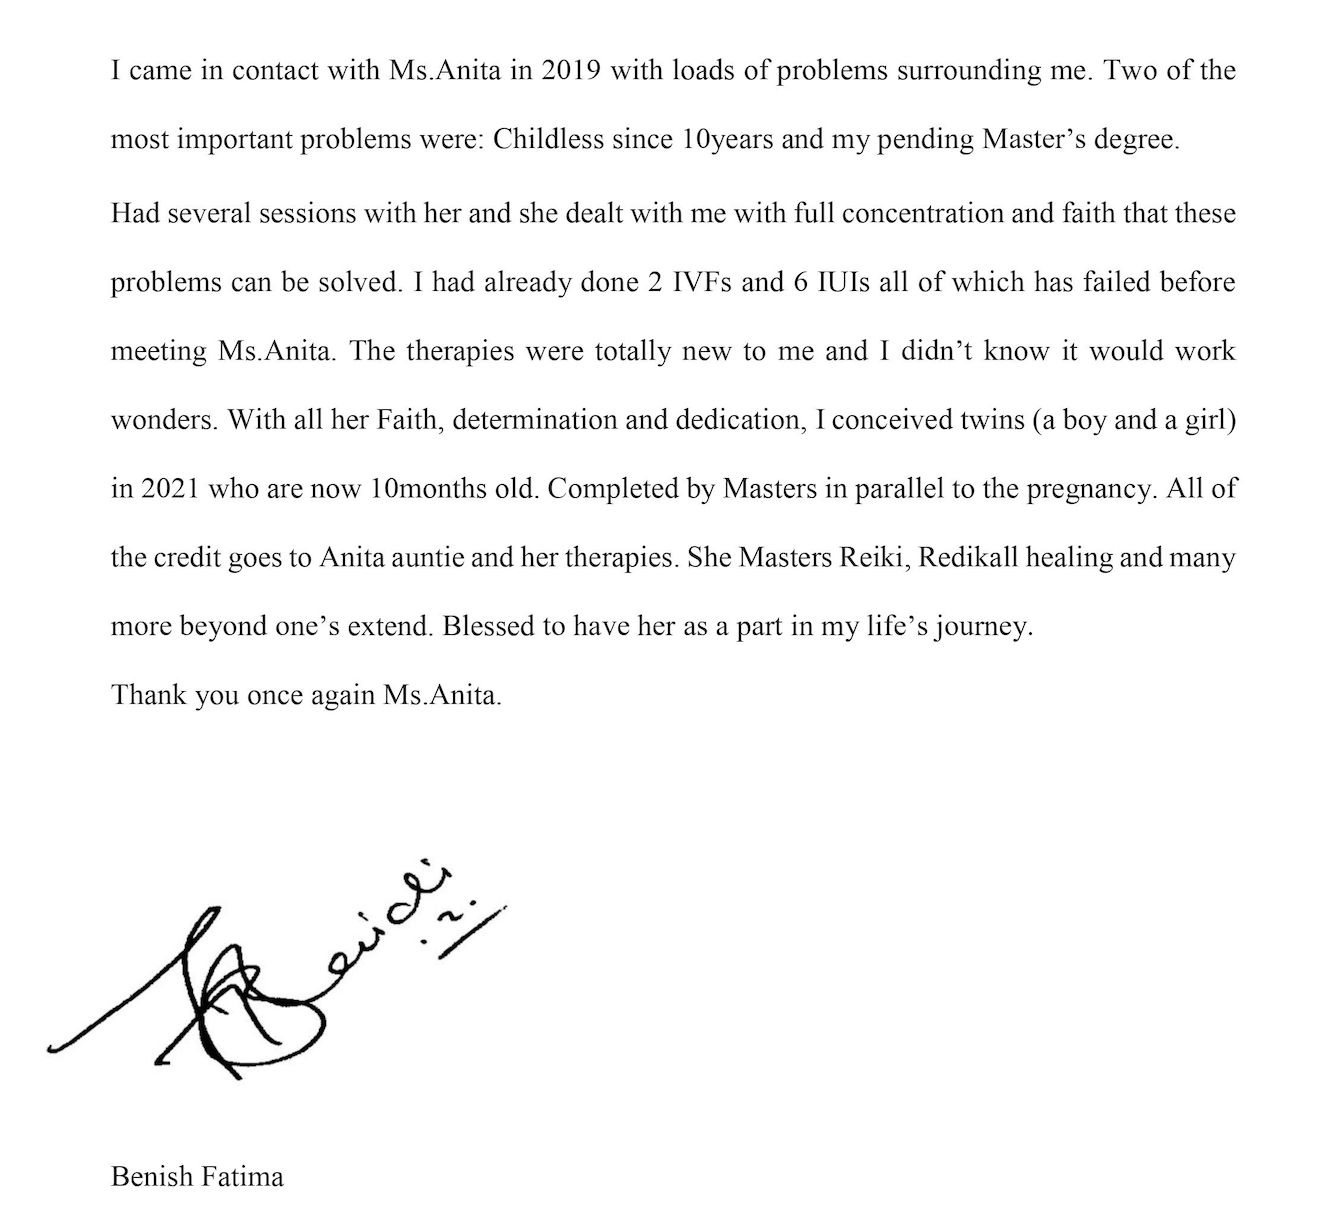 I came in contact with Ms.Anita in 2019 with loads of problems surrounding me. Two of the
most important problems were: Childless since 10years and my pending Master’s degree.
Had several sessions with her and she dealt with me with full concentration and faith that these
problems can be solved. I had already done 2 IVFs and 6 IUIs all of which has failed before
meeting Ms.Anita. The therapies were totally new to me and I didn’t know it would work
wonders. With all her Faith, determination and dedication, I conceived twins (a boy and a girl)
in 2021 who are now 10months old. Completed by Masters in parallel to the pregnancy. All of
the credit goes to Anita auntie and her therapies. She Masters Reiki, Redikall healing and many
more beyond one’s extend. Blessed to have her as a part in my life’s journey.
Thank you once again Ms.Anita.
Benish Fatima